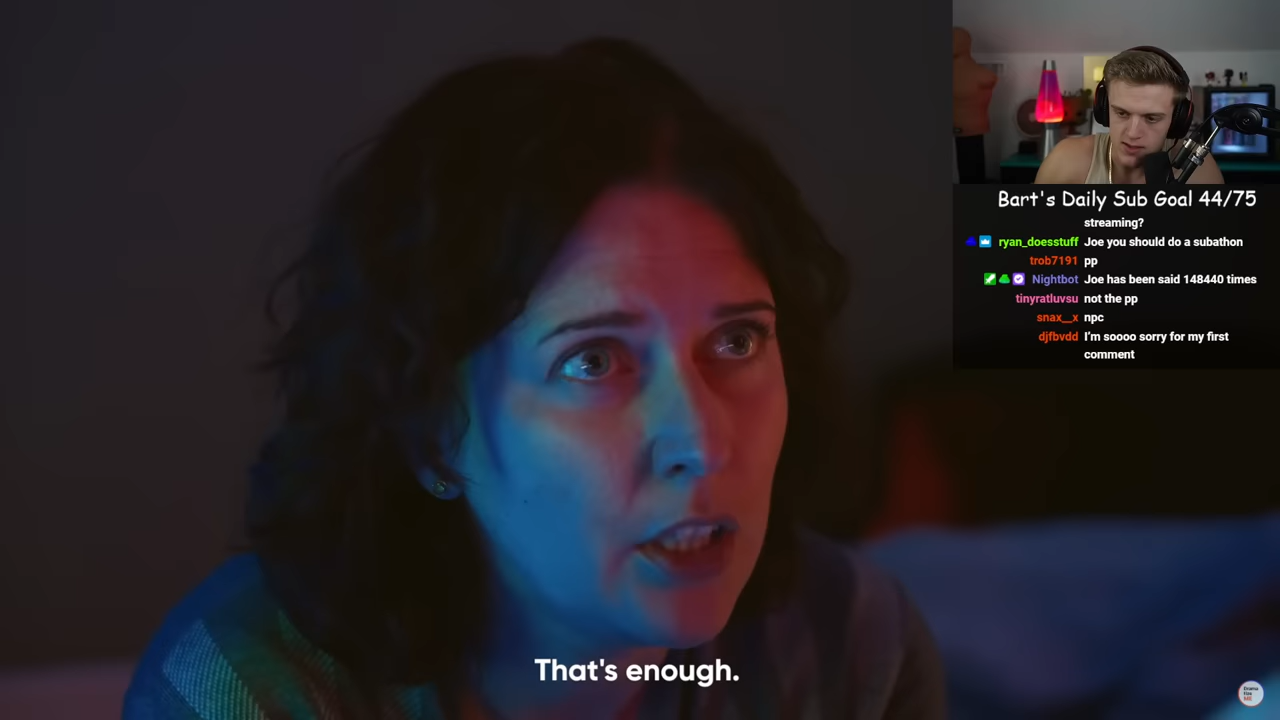 Bart's Daily Sub Goal 44/75
streaming?
ryan_doesstuff Joe you should do a subathon
trob7191 pp
Nightbot Joe has been said 148440 times
tinyratluvsu not the pp
snax__x npc
djfbvdd I'm soooo sorry for my first
comment
That's enough.